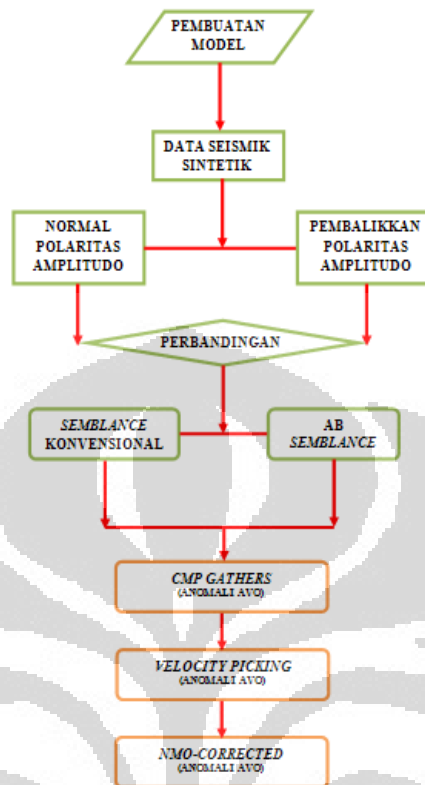 PEMBUATAN
MODEL
DATA SEISMIK
SINTETIK
NORMAL
POLARITAS
AMPLITUDO
PEMBALIKKAN
POLARITAS
AMPLITUDO
PERBANDINGAN
SEMBLANCE
KONVENSIONAL
AB
SEMBLANCE
CMP GATHERS
(ANOMALI AVO)
VELOCITY PICKING
(ANOMALI AVO)
NMO-CORRECTED
(ANOMALI AVO)